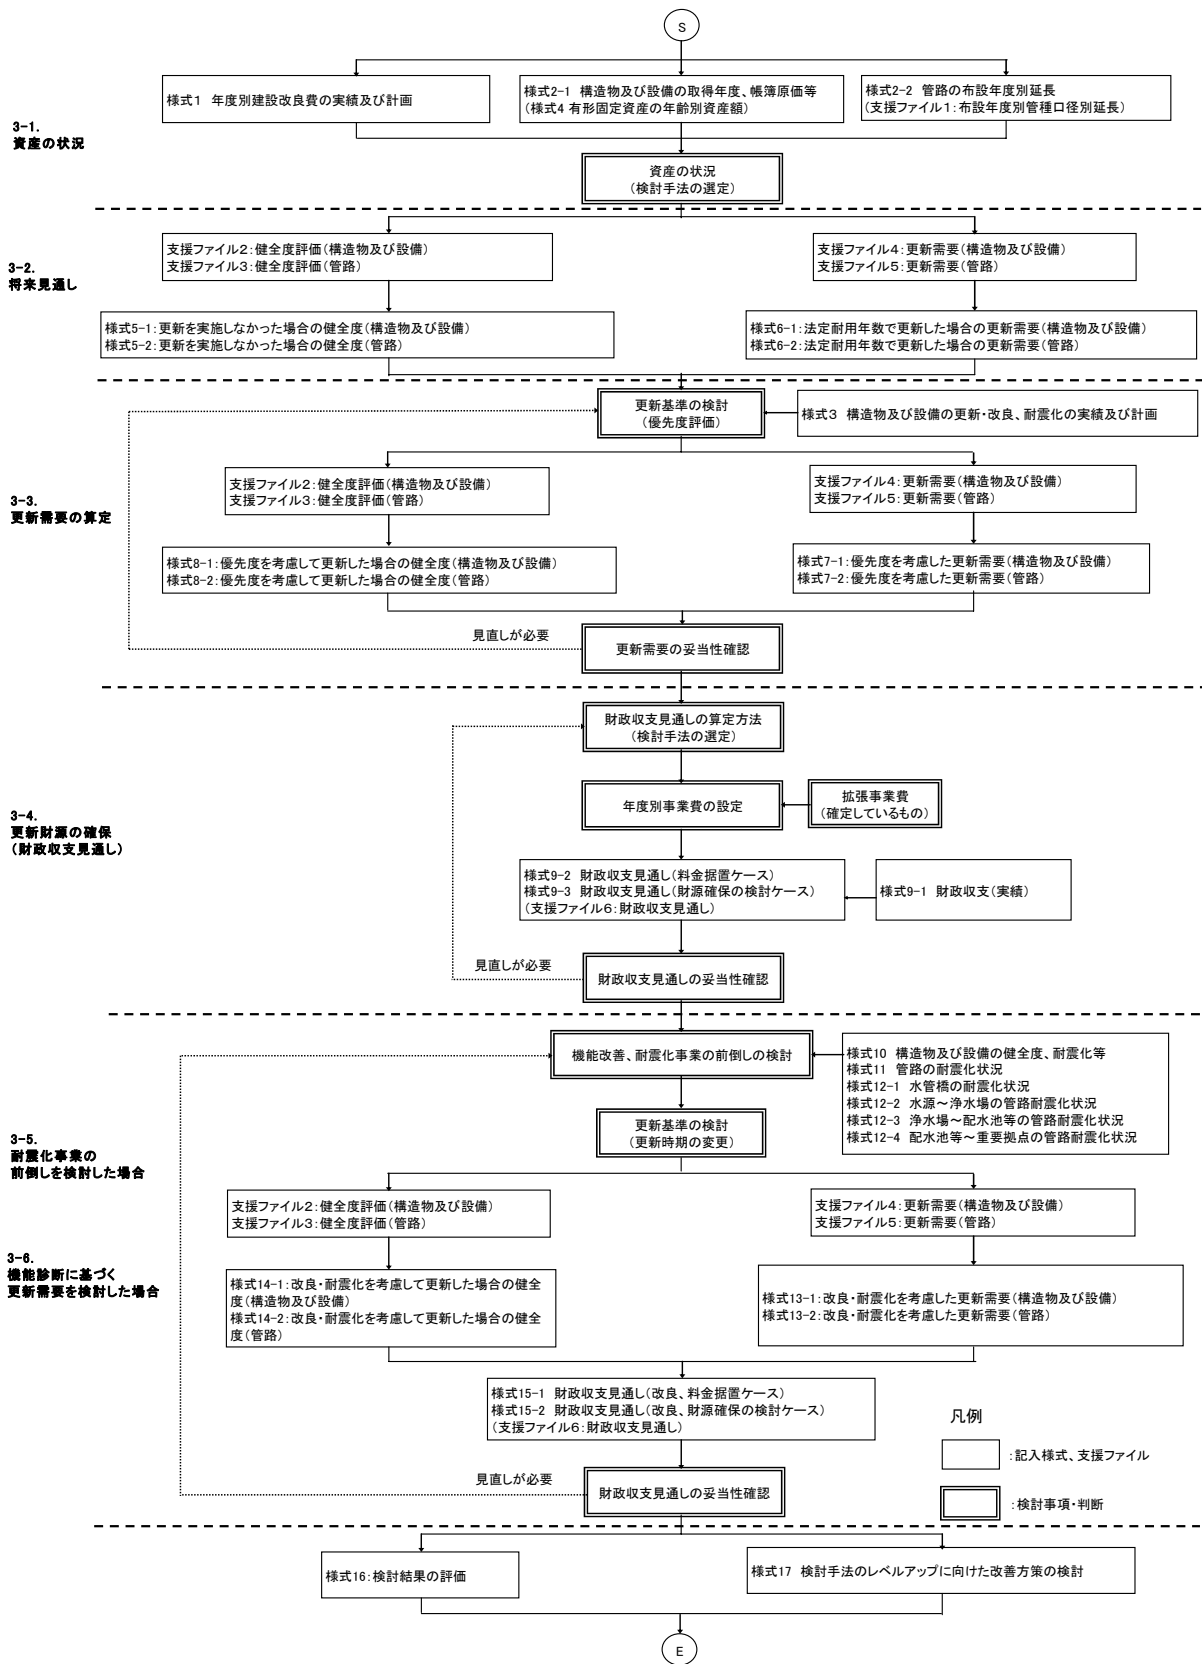 S
様式1 年度別建設改良費の実績及び計画
様式2-1 構造物及び設備の取得年度、帳簿原価等
(様式4 有形固定資産の年齢別資産額)
様式2-2 管路の布設年度別延長
(支援ファイル1:布設年度別管種口径別延長)
3-1.
資産の状況
資産の状況
(検討手法の選定)
支援ファイル2:健全度評価(構造物及び設備)
支援ファイル3:健全度評価(管路)
支援ファイル4:更新需要(構造物及び設備)
支援ファイル5:更新需要(管路)
3-2.
将来見通し
様式5-1:更新を実施しなかった場合の健全度(構造物及び設備)
様式5-2:更新を実施しなかった場合の健全度(管路)
様式6-1:法定耐用年数で更新した場合の更新需要(構造物及び設備)
様式6-2:法定耐用年数で更新した場合の更新需要(管路)
更新基準の検討
(優先度評価)
様式3 構造物及び設備の更新・改良、耐震化の実績及び計画
支援ファイル2:健全度評価(構造物及び設備)
支援ファイル3:健全度評価(管路)
支援ファイル4:更新需要(構造物及び設備)
支援ファイル5:更新需要(管路)
3-3.
更新需要の算定
様式8-1:優先度を考慮して更新した場合の健全度(構造物及び設備)
様式8-2:優先度を考慮して更新した場合の健全度(管路)
様式7-1:優先度を考慮した更新需要(構造物及び設備)
様式7-2:優先度を考慮した更新需要(管路)
見直しが必要
更新需要の妥当性確認
財政収支見通しの算定方法
(検討手法の選定)
年度別事業費の設定
拡張事業費
(確定しているもの)
3-4.
更新財源の確保
(財政収支見通し)
様式9-2 財政収支見通し(料金据置ケース)
様式9-3 財政収支見通し(財源確保の検討ケース)
(支援ファイル6:財政収支見通し)
様式9-1 財政収支(実績)
見直しが必要
財政収支見通しの妥当性確認
機能改善、耐震化事業の前倒しの検討
様式10 構造物及び設備の健全度、耐震化等
様式11 管路の耐震化状況
様式12-1 水管橋の耐震化状況
様式12-2 水源～浄水場の管路耐震化状況
様式12-3 浄水場～配水池等の管路耐震化状況
様式12-4 配水池等～重要拠点の管路耐震化状況
更新基準の検討
(更新時期の変更)
3-5.
耐震化事業の
前倒しを検討した場合
支援ファイル2:健全度評価(構造物及び設備)
支援ファイル3:健全度評価(管路)
支援ファイル4:更新需要(構造物及び設備)
支援ファイル5:更新需要(管路)
3-6.
機能診断に基づく
更新需要を検討した場合
様式14-1:改良・耐震化を考慮して更新した場合の健全
度(構造物及び設備)
様式14-2:改良・耐震化を考慮して更新した場合の健全
度(管路)
様式13-1:改良・耐震化を考慮した更新需要(構造物及び設備)
様式13-2:改良・耐震化を考慮した更新需要(管路)
様式15-1 財政収支見通し(改良、料金据置ケース)
様式15-2 財政収支見通し(改良、財源確保の検討ケース)
(支援ファイル6:財政収支見通し)
凡例
:記入様式、支援ファイル
:検討事項・判断
見直しが必要
財政収支見通しの妥当性確認
様式16:検討結果の評価
様式17 検討手法のレベルアップに向けた改善方策の検討
E